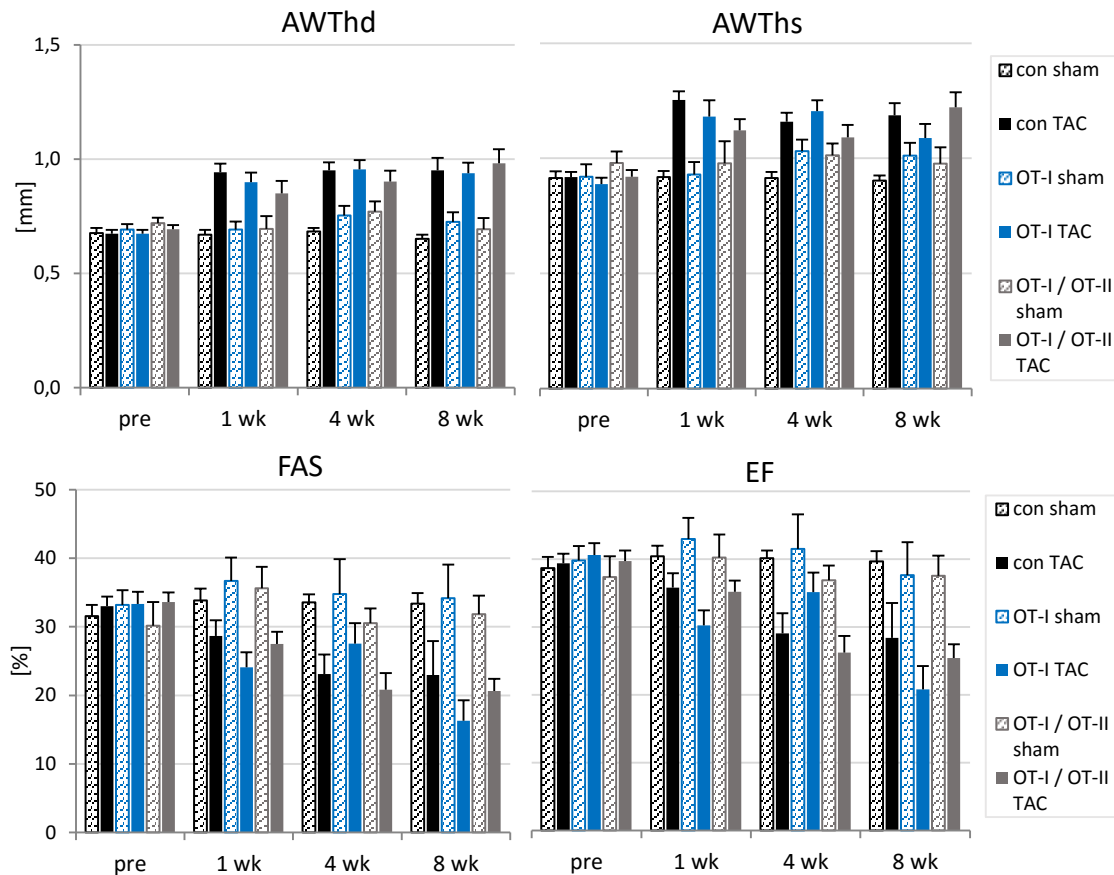 AWThd
AWThs
1,5
1,0
0,5
0,0
[mm]
pre
1 wk
4 wk
8 wk
pre
1 wk
4 wk
8 wk
con sham
con TAC
OT-I sham
OT-I TAC
OT-I / OT-II
sham
OT-I / OT-II
TAC
FAS
EF
50
40
30
20
10
0
[%]
pre
1 wk
4 wk
8 wk
pre
1 wk
4 wk
8 wk
con sham
con TAC
OT-I sham
OT-I TAC
OT-I / OT-II
sham
OT-I / OT-II
TAC